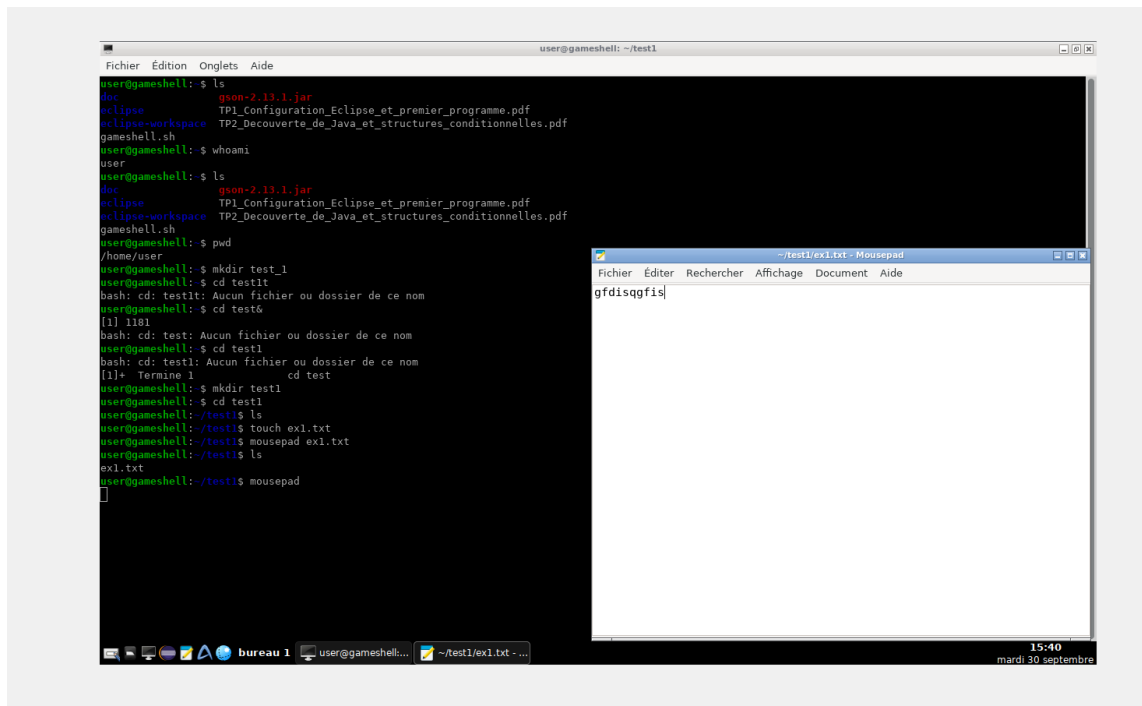 user@gameshell: ~/test1
Fichier Édition Onglets Aide
user@gameshell: $ ls
doc gson-2.13.1.jar
eclipse TP1_Configuration_Eclipse_et_premier_programme.pdf
eclipse-workspace TP2_Decouverte_de_Java_et_structures_conditionnelles.pdf
gameshell.sh
user@gameshell: $ whoami
user
user@gameshell: $ ls
doc gson-2.13.1.jar
eclipse TP1_Configuration_Eclipse_et_premier_programme.pdf
eclipse-workspace TP2_Decouverte_de_Java_et_structures_conditionnelles.pdf
gameshell.sh
user@gameshell: $ pwd
/home/user
user@gameshell: $ mkdir test_1
user@gameshell: $ cd test1t
bash: cd: test1t: Aucun fichier ou dossier de ce nom
user@gameshell: $ cd test&
[1] 1181
bash: cd: test: Aucun fichier ou dossier de ce nom
user@gameshell: $ cd test1
bash: cd: test1: Aucun fichier ou dossier de ce nom
[1]+ Termine 1 cd test
user@gameshell: $ mkdir test1
user@gameshell: $ cd test1
user@gameshell:~/test1$ ls
user@gameshell:~/test1$ touch ex1.txt
user@gameshell:~/test1$ mousepad ex1.txt
user@gameshell:~/test1$ ls
ex1.txt
user@gameshell:~/test1$ mousepad
~/test1/ex1.txt - Mousepad
Fichier Éditer Rechercher Affichage Document Aide
gfdisqgfis
bureau 1 user@gameshell:... ~/test1/ex1.txt - ...
15:40
mardi 30 septembre